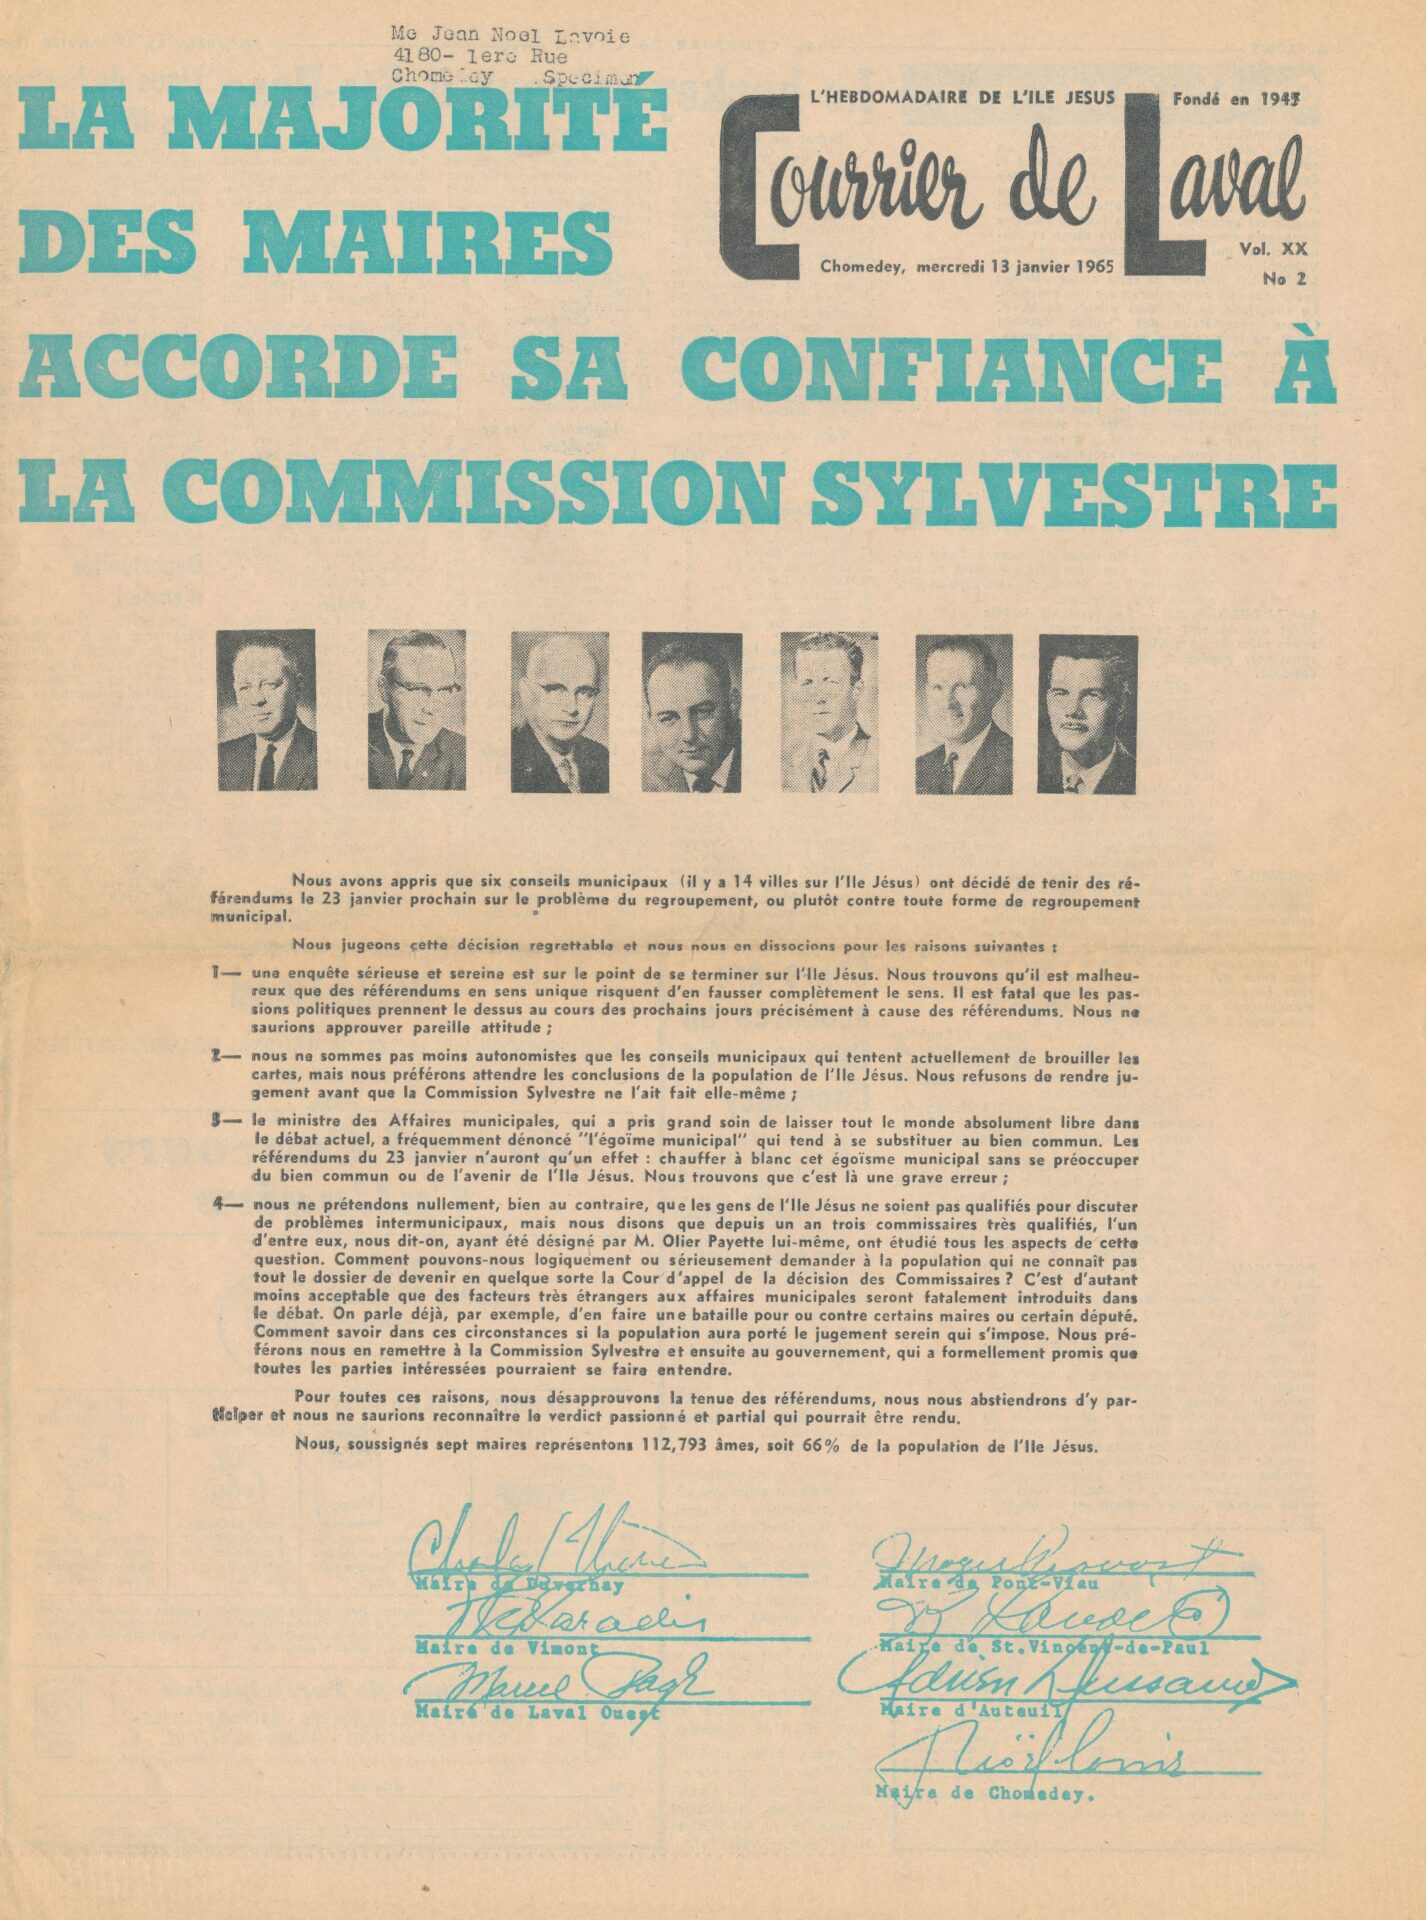 Me Jean Noel Lavoie
4180- 1ere Rue
Chomedey Specimen
LA MAJORITÉ
DES MAIRES
ACCORDE SA CONFIANCE À
LA COMMISSION SYLVESTRE
L'HEBDOMADAIRE DE L'ILE JESUS Fondé en 1945
Courrier de Laval
Chomedey, mercredi 13 janvier 1965
Vol. XX
No 2
Nous avons appris que six conseils municipaux (il y a 14 villes sur l'Ile Jésus) ont décidé de tenir des ré-
férendums le 23 janvier prochain sur le problème du regroupement, ou plutôt contre toute forme de regroupement
municipal.
Nous jugeons cette décision regrettable et nous nous en dissocions pour les raisons suivantes :
1— une enquête sérieuse et sereine est sur le point de se terminer sur l'Ile Jésus. Nous trouvons qu'il est malheu-
reux que des référendums en sens unique risquent d'en fausser complètement le sens. Il est fatal que les pas-
sions politiques prennent le dessus au cours des prochains jours précisément à cause des référendums. Nous ne
saurions approuver pareille attitude ;
2— nous ne sommes pas moins autonomistes que les conseils municipaux qui tentent actuellement de brouiller les
cartes, mais nous préférons attendre les conclusions de la population de l'Ile Jésus. Nous refusons de rendre ju-
gement avant que la Commission Sylvestre ne l'ait fait elle-même ;
3— le ministre des Affaires municipales, qui a pris grand soin de laisser tout le monde absolument libre dans
le débat actuel, a fréquemment dénoncé "l'égoïme municipal" qui tend à se substituer au bien commun. Les
référendums du 23 janvier n'auront qu'un effet : chauffer à blanc cet égoïsme municipal sans se préoccuper
du bien commun ou de l'avenir de l'Ile Jésus. Nous trouvons que c'est là une grave erreur ;
4— nous ne prétendons nullement, bien au contraire, que les gens de l'Ile Jésus ne soient pas qualifiés pour discuter
de problèmes intermunicipaux, mais nous disons que depuis un an trois commissaires très qualifiés, l'un
d'entre eux, nous dit-on, ayant été désigné par M. Olier Payette lui-même, ont étudié tous les aspects de cette
question. Comment pouvons-nous logiquement ou sérieusement demander à la population qui ne connaît pas
tout le dossier de devenir en quelque sorte la Cour d'appel de la décision des Commissaires ? C'est d'autant
moins acceptable que des facteurs très étrangers aux affaires municipales seront fatalement introduits dans
le débat. On parle déjà, par exemple, d'en faire une bataille pour ou contre certains maires ou certain député.
Comment savoir dans ces circonstances si la population aura porté le jugement serein qui s'impose. Nous pré-
férons nous en remettre à la Commission Sylvestre et ensuite au gouvernement, qui a formellement promis que
toutes les parties intéressées pourraient se faire entendre.
Pour toutes ces raisons, nous désapprouvons la tenue des référendums, nous nous abstiendrons d'y par-
ticiper et nous ne saurions reconnaître le verdict passionné et partial qui pourrait être rendu.
Nous, soussignés sept maires représentons 112,793 âmes, soit 66% de la population de l'Ile Jésus.
Maire de Duvernay
Maire de Pont-Viau
Maire de Vimont
Maire de St.Vincent-de-Paul
Marcel Pagé
Adrien Dussault
Maire de Laval Ouest
Maire d'Auteuil
Maire de Chomedey.